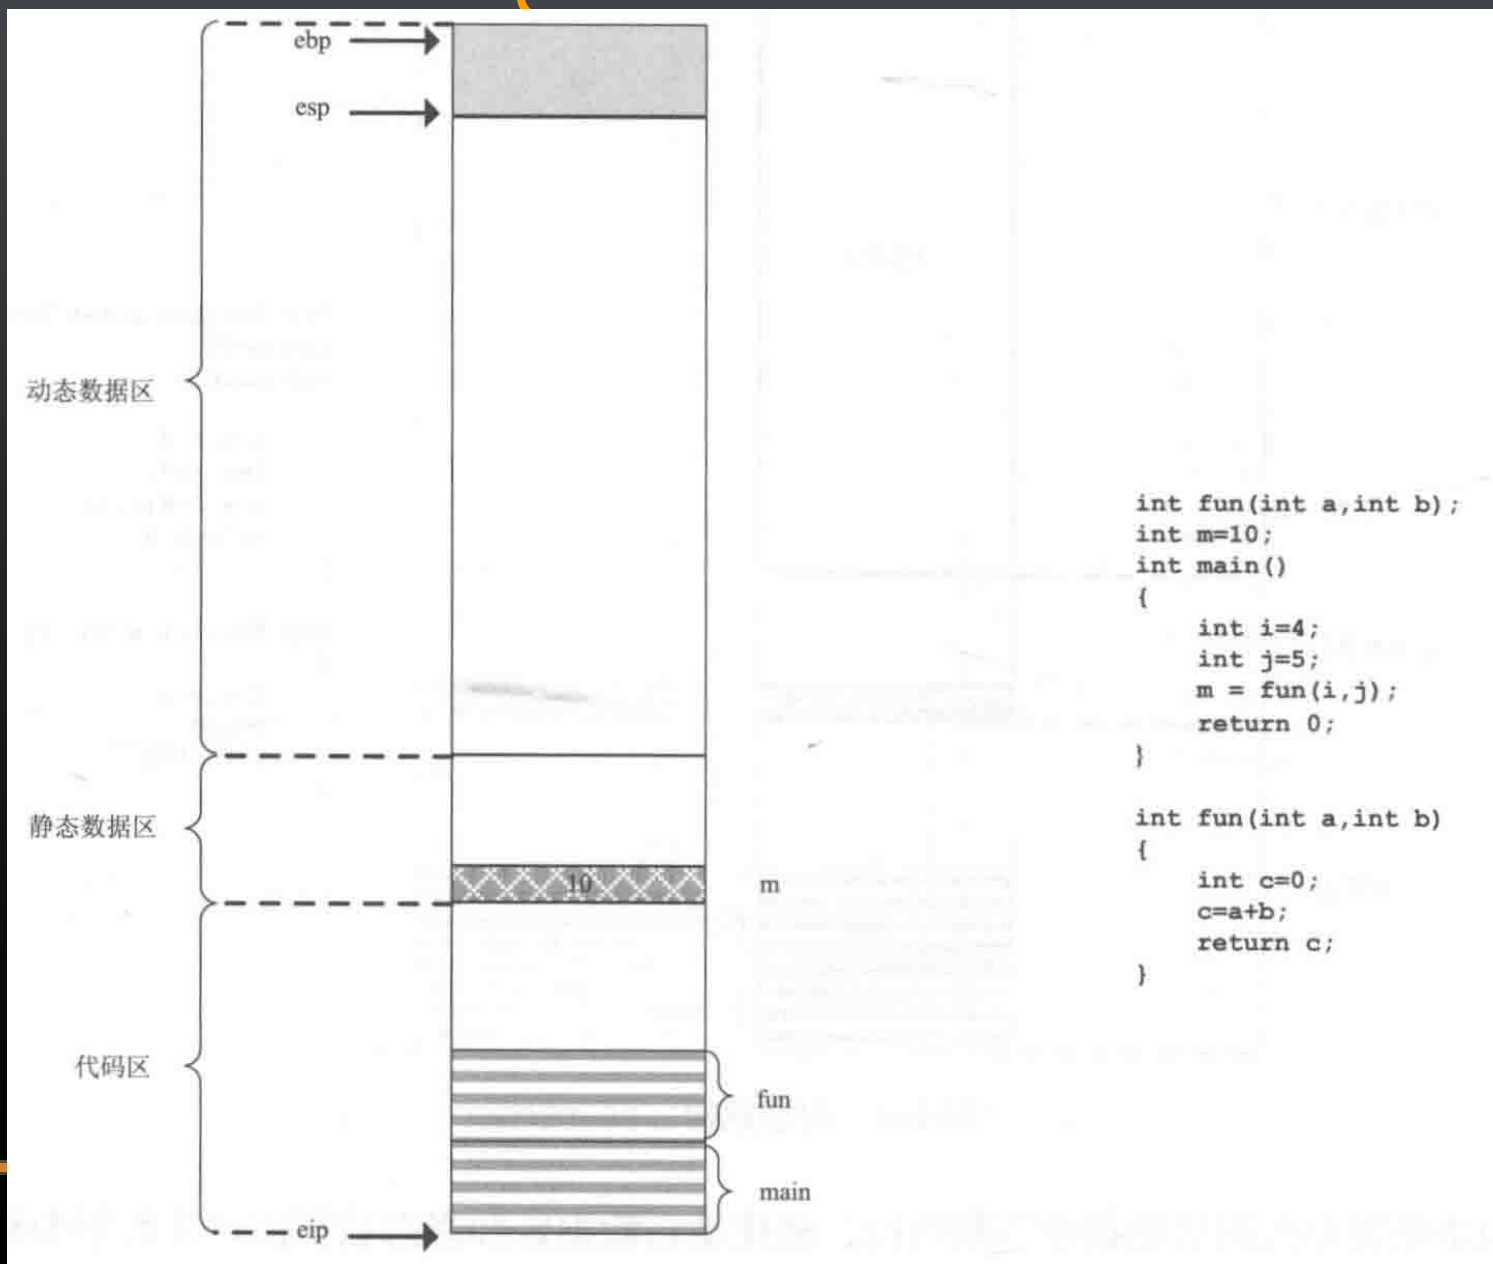 ebp
esp
动态数据区
静态数据区
10
m
代码区
fun
main
eip
int fun(int a,int b);
int m=10;
int main()
{
int i=4;
int j=5;
m = fun(i,j);
return 0;
}
int fun(int a,int b)
{
int c=0;
c=a+b;
return c;
}